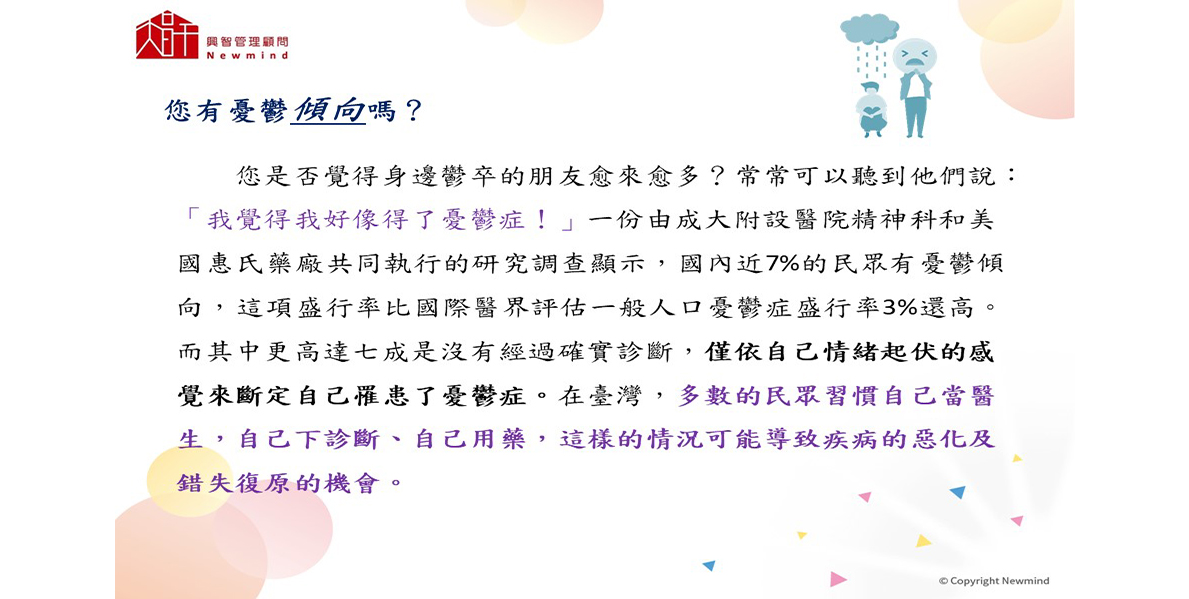 興智管理顧問
Newmind
您有憂鬱傾向嗎？
您是否覺得身邊鬱卒的朋友愈來愈多？常常可以聽到他們說：
「我覺得我好像得了憂鬱症！」一份由成大附設醫院精神科和美
國惠氏藥廠共同執行的研究調查顯示，國內近7%的民眾有憂鬱傾
向，這項盛行率比國際醫界評估一般人口憂鬱症盛行率3%還高。
而其中更高達七成是沒有經過確實診斷，僅依自己情緒起伏的感
覺來斷定自己罹患了憂鬱症。在臺灣，多數的民眾習慣自己當醫
生，自己下診斷、自己用藥，這樣的情況可能導致疾病的惡化及
錯失復原的機會。
© Copyright Newmind